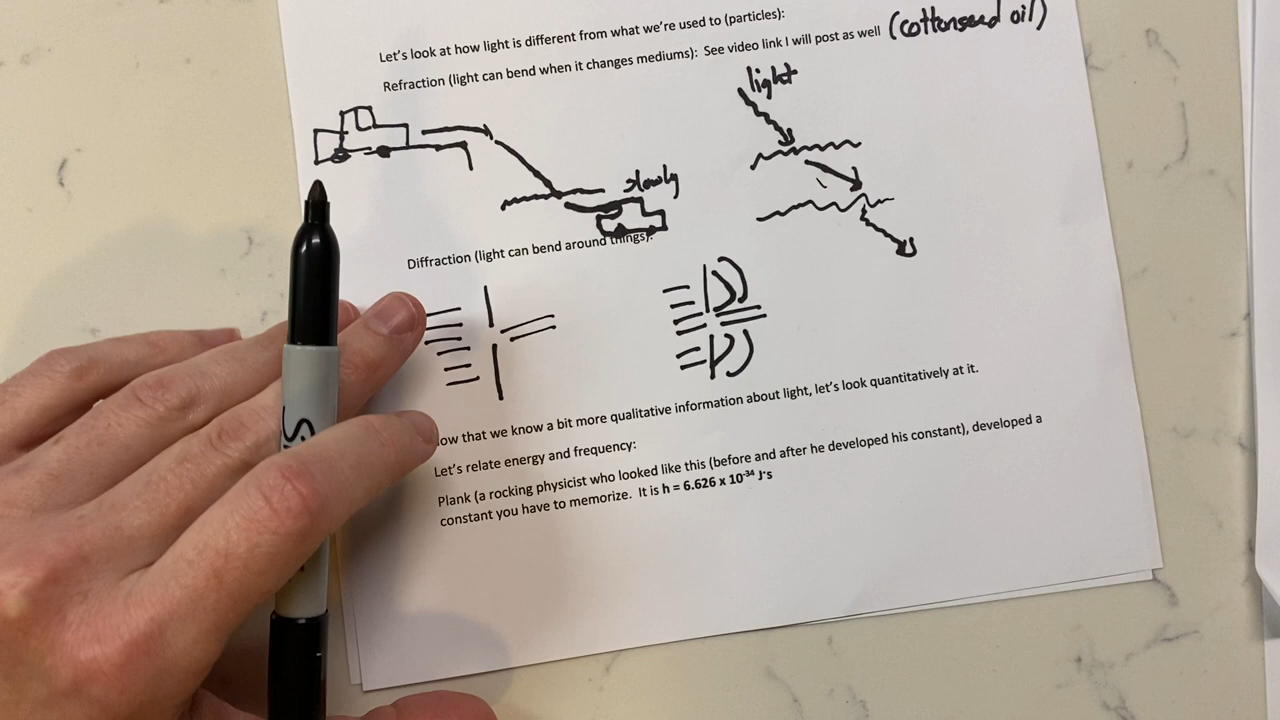 Let's look at how light is different from what we're used to (particles):
Refraction (light can bend when it changes mediums): See video link I will post as well (cottonseed oil)
light
slowly
Diffraction (light can bend around things):
ow that we know a bit more qualitative information about light, let's look quantitatively at it.
Let's relate energy and frequency:
Plank (a rocking physicist who looked like this (before and after he developed his constant), developed a
constant you have to memorize. It is h = 6.626 x 10⁻³⁴ J·s